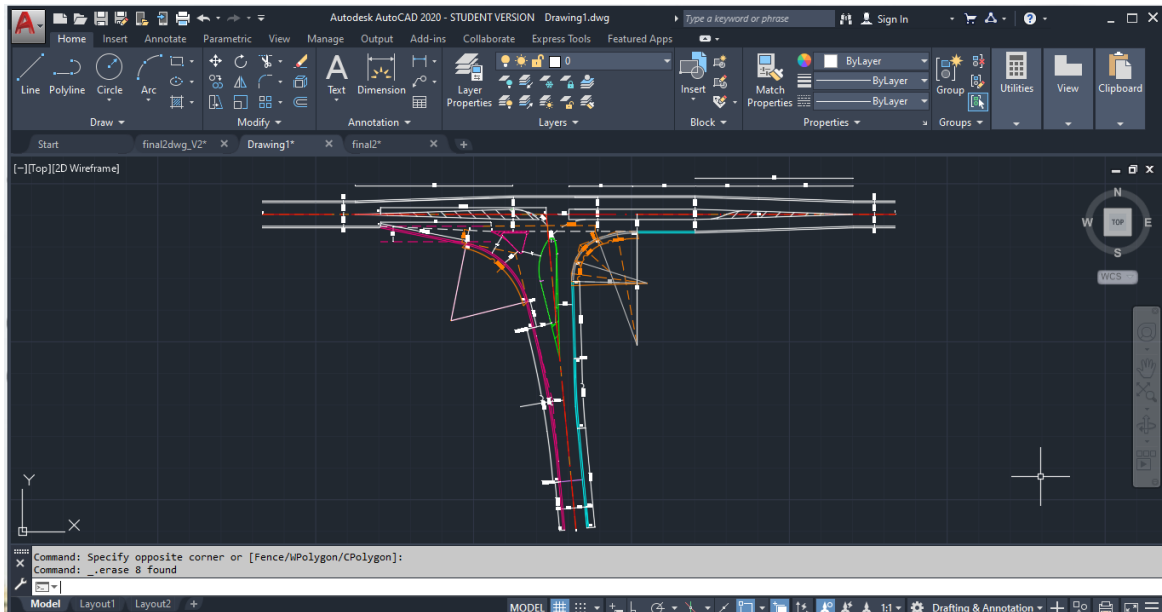 A Autodesk AutoCAD 2020 - STUDENT VERSION Drawing1.dwg Type a keyword or phrase Sign In ?
Home Insert Annotate Parametric View Manage Output Add-ins Collaborate Express Tools Featured Apps
Line Polyline Circle Arc
Text Dimension
Layer Properties
0
Insert
Match Properties
ByLayer
ByLayer
ByLayer
Group Utilities View Clipboard
Draw Modify Annotation Layers Block Properties Groups
Start final2dwg_V2* Drawing1* final2*
[−][Top][2D Wireframe]
N
W TOP E
S
WCS
Y
X
Command: Specify opposite corner or [Fence/WPolygon/CPolygon]:
Command: _.erase 8 found
Model Layout1 Layout2 +
MODEL 1:1 Drafting & Annotation